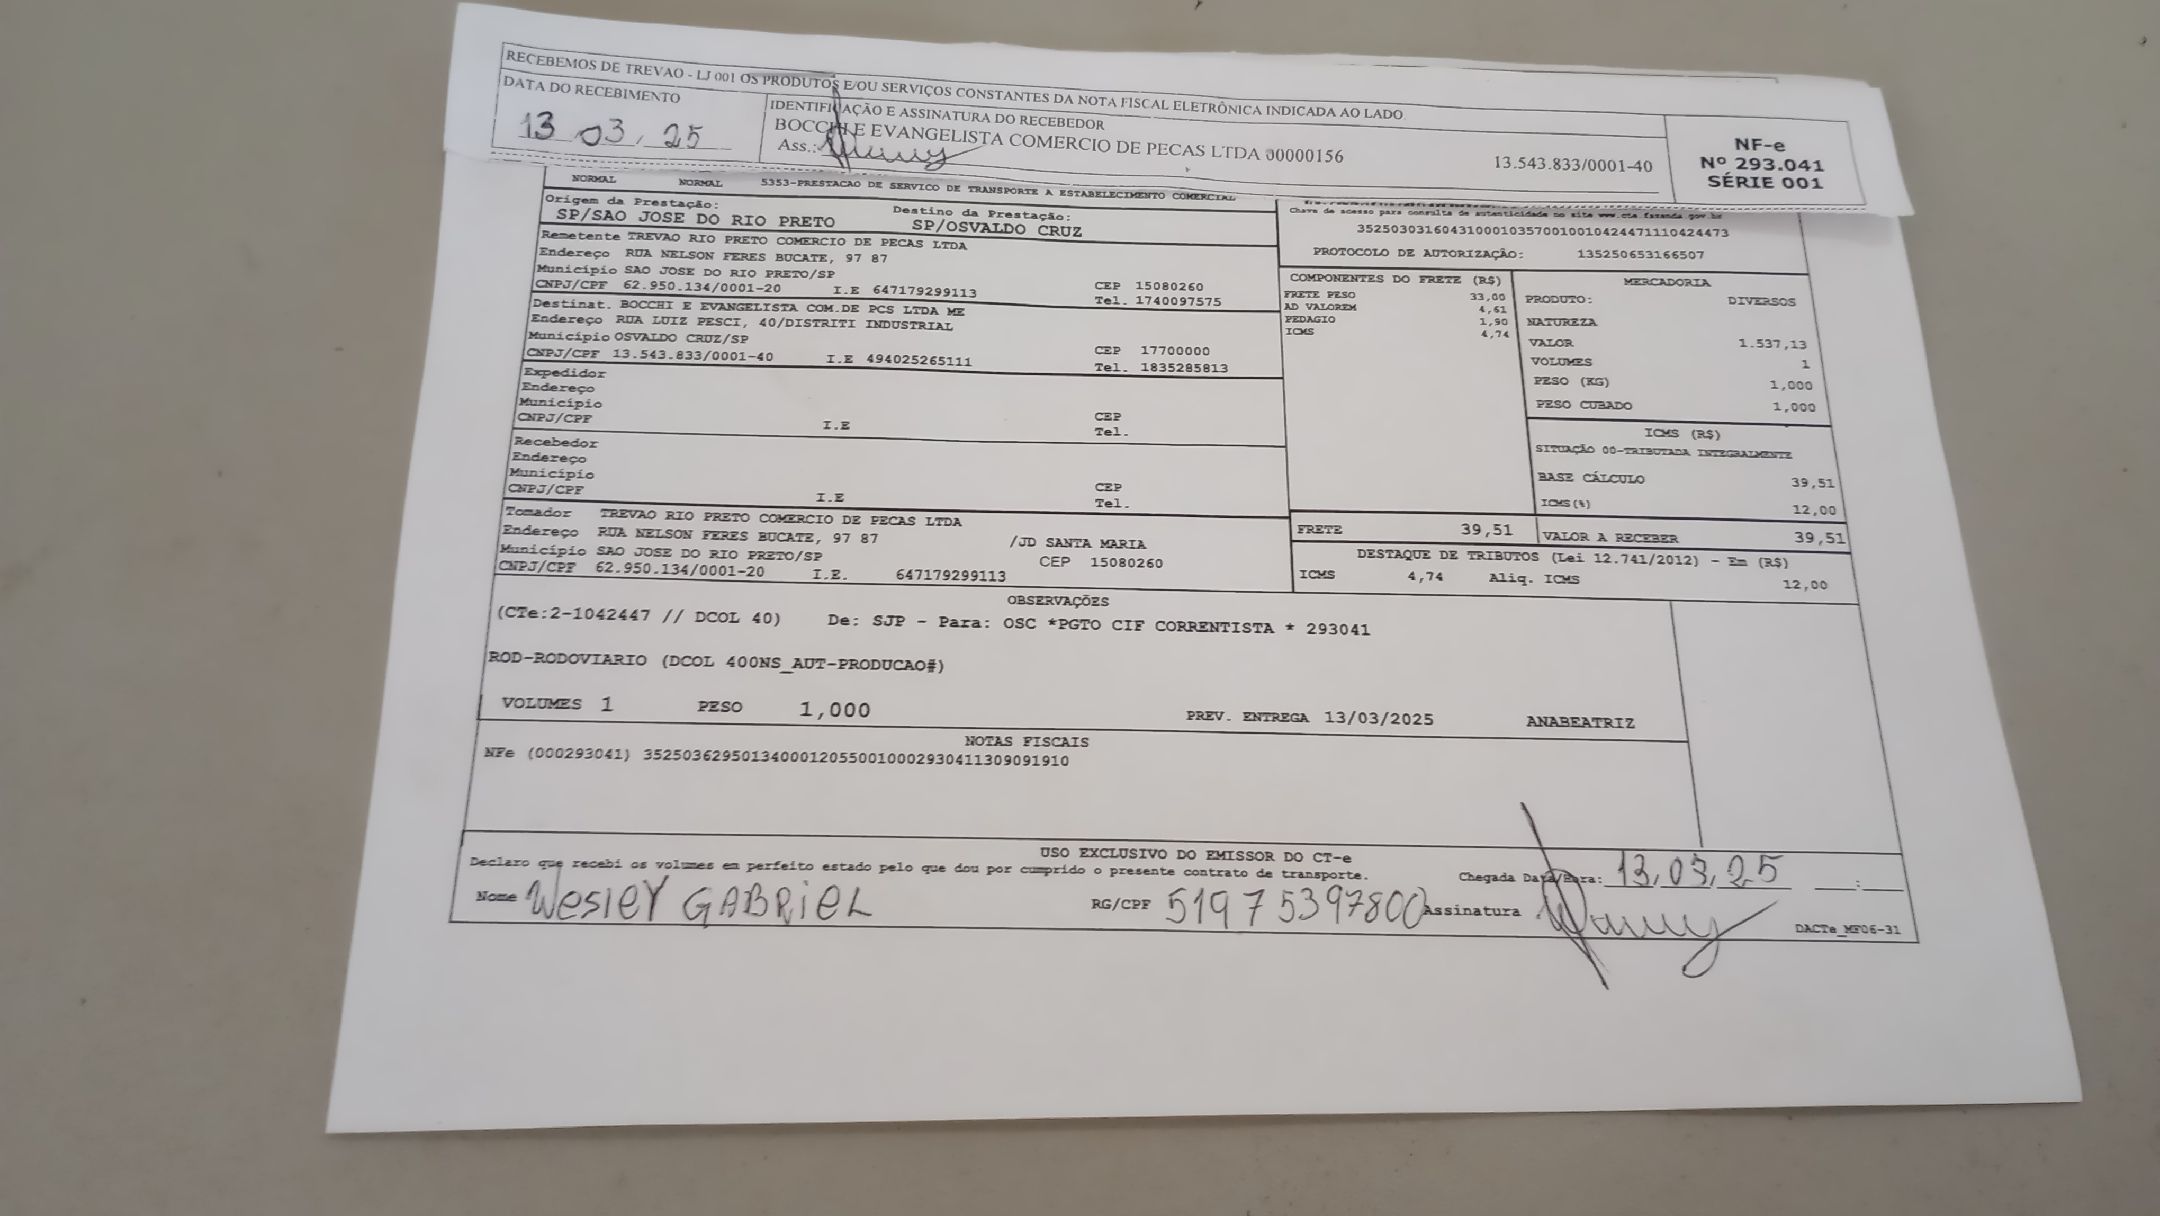 RECEBEMOS DE TREVAO - LJ 001 OS PRODUTOS E/OU SERVIÇOS CONSTANTES DA NOTA FISCAL ELETRÔNICA INDICADA AO LADO
DATA DO RECEBIMENTO
13 03, 25
IDENTIFICAÇÃO E ASSINATURA DO RECEBEDOR
BOCCHI E EVANGELISTA COMERCIO DE PECAS LTDA 00000156
Ass.:
13.543.833/0001-40
NF-e
Nº 293.041
SÉRIE 001
NORMAL NORMAL 5353-PRESTACAO DE SERVICO DE TRANSPORTE A ESTABELECIMENTO COMERCIAL
Origem da Prestação: Destino da Prestação:
SP/SAO JOSE DO RIO PRETO SP/OSVALDO CRUZ
Remetente TREVAO RIO PRETO COMERCIO DE PECAS LTDA
Endereço RUA NELSON FERES BUCATE, 97 87
Município SAO JOSE DO RIO PRETO/SP CEP 15080260
CNPJ/CPF 62.950.134/0001-20 I.E 647179299113 Tel. 1740097575
Destinat. BOCCHI E EVANGELISTA COM.DE PCS LTDA ME
Endereço RUA LUIZ PESCI, 40/DISTRITI INDUSTRIAL
Município OSVALDO CRUZ/SP CEP 17700000
CNPJ/CPF 13.543.833/0001-40 I.E 494025265111 Tel. 1835285813
Expedidor
Endereço
Município CEP
CNPJ/CPF I.E Tel.
Recebedor
Endereço
Município CEP
CNPJ/CPF I.E Tel.
Tomador TREVAO RIO PRETO COMERCIO DE PECAS LTDA
Endereço RUA NELSON FERES BUCATE, 97 87 /JD SANTA MARIA
Município SAO JOSE DO RIO PRETO/SP CEP 15080260
CNPJ/CPF 62.950.134/0001-20 I.E. 647179299113
Chave de acesso para consulta de autenticidade no site www.cte.fazenda.gov.br
35250303160431000103570010010424471110424473
PROTOCOLO DE AUTORIZAÇÃO: 135250653166507
COMPONENTES DO FRETE (R$)
FRETE PESO 33,00
AD VALOREM 4,61
PEDAGIO 1,90
ICMS 4,74
MERCADORIA
PRODUTO: DIVERSOS
NATUREZA
VALOR 1.537,13
VOLUMES 1
PESO (KG) 1,000
PESO CUBADO 1,000
ICMS (R$)
SITUAÇÃO 00-TRIBUTADA INTEGRALMENTE
BASE CÁLCULO 39,51
ICMS(%) 12,00
FRETE 39,51 VALOR A RECEBER 39,51
DESTAQUE DE TRIBUTOS (Lei 12.741/2012) - Em (R$)
ICMS 4,74 Aliq. ICMS 12,00
OBSERVAÇÕES
(CTe:2-1042447 // DCOL 40) De: SJP - Para: OSC *PGTO CIF CORRENTISTA * 293041
ROD-RODOVIARIO (DCOL 400NS_AUT-PRODUCAO#)
VOLUMES 1 PESO 1,000 PREV. ENTREGA 13/03/2025 ANABEATRIZ
NOTAS FISCAIS
NFe (000293041) 35250362950134000120550010002930411309091910
USO EXCLUSIVO DO EMISSOR DO CT-e
Declaro que recebi os volumes em perfeito estado pelo que dou por cumprido o presente contrato de transporte.
Chegada Data/Hora: 13,03,25 __:__
Nome Wesley GABRIEL RG/CPF 51975397800 Assinatura
DACTe_MF06-31